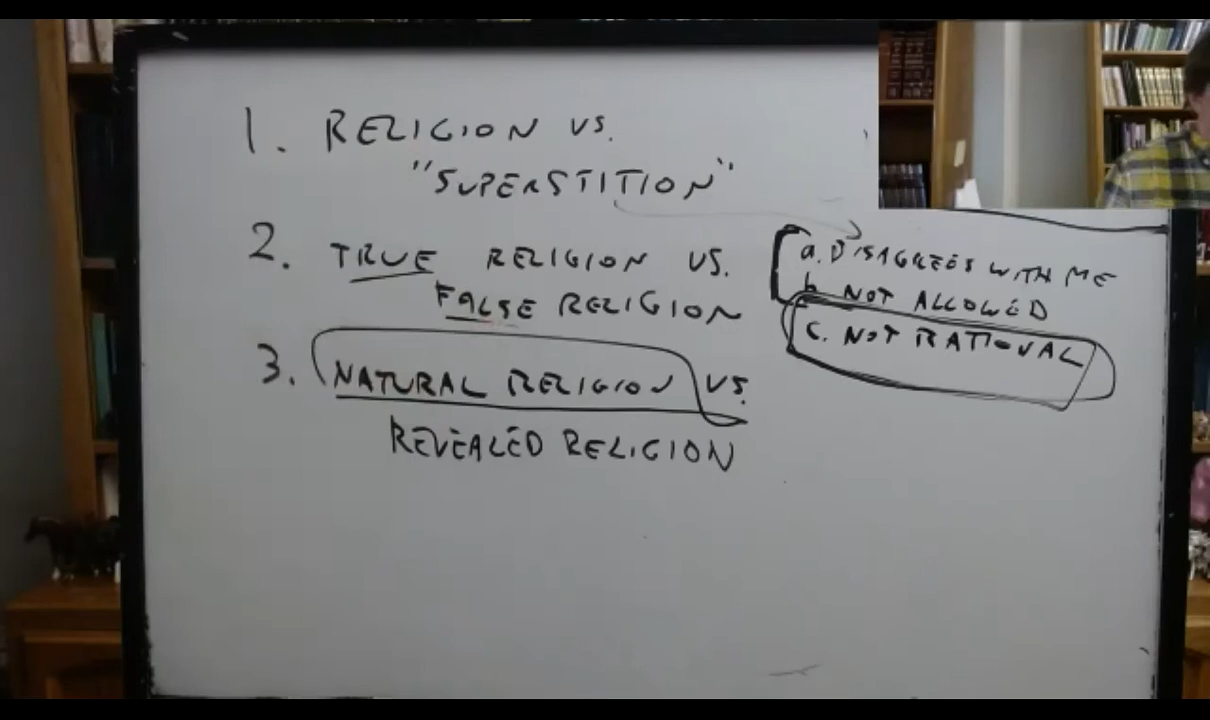 1. RELIGION VS.
"SUPERSTITION"
2. TRUE RELIGION VS.
FALSE RELIGION
a. DISAGREES WITH ME
b. NOT ALLOWED
c. NOT RATIONAL
3. NATURAL RELIGION VS.
REVEALED RELIGION